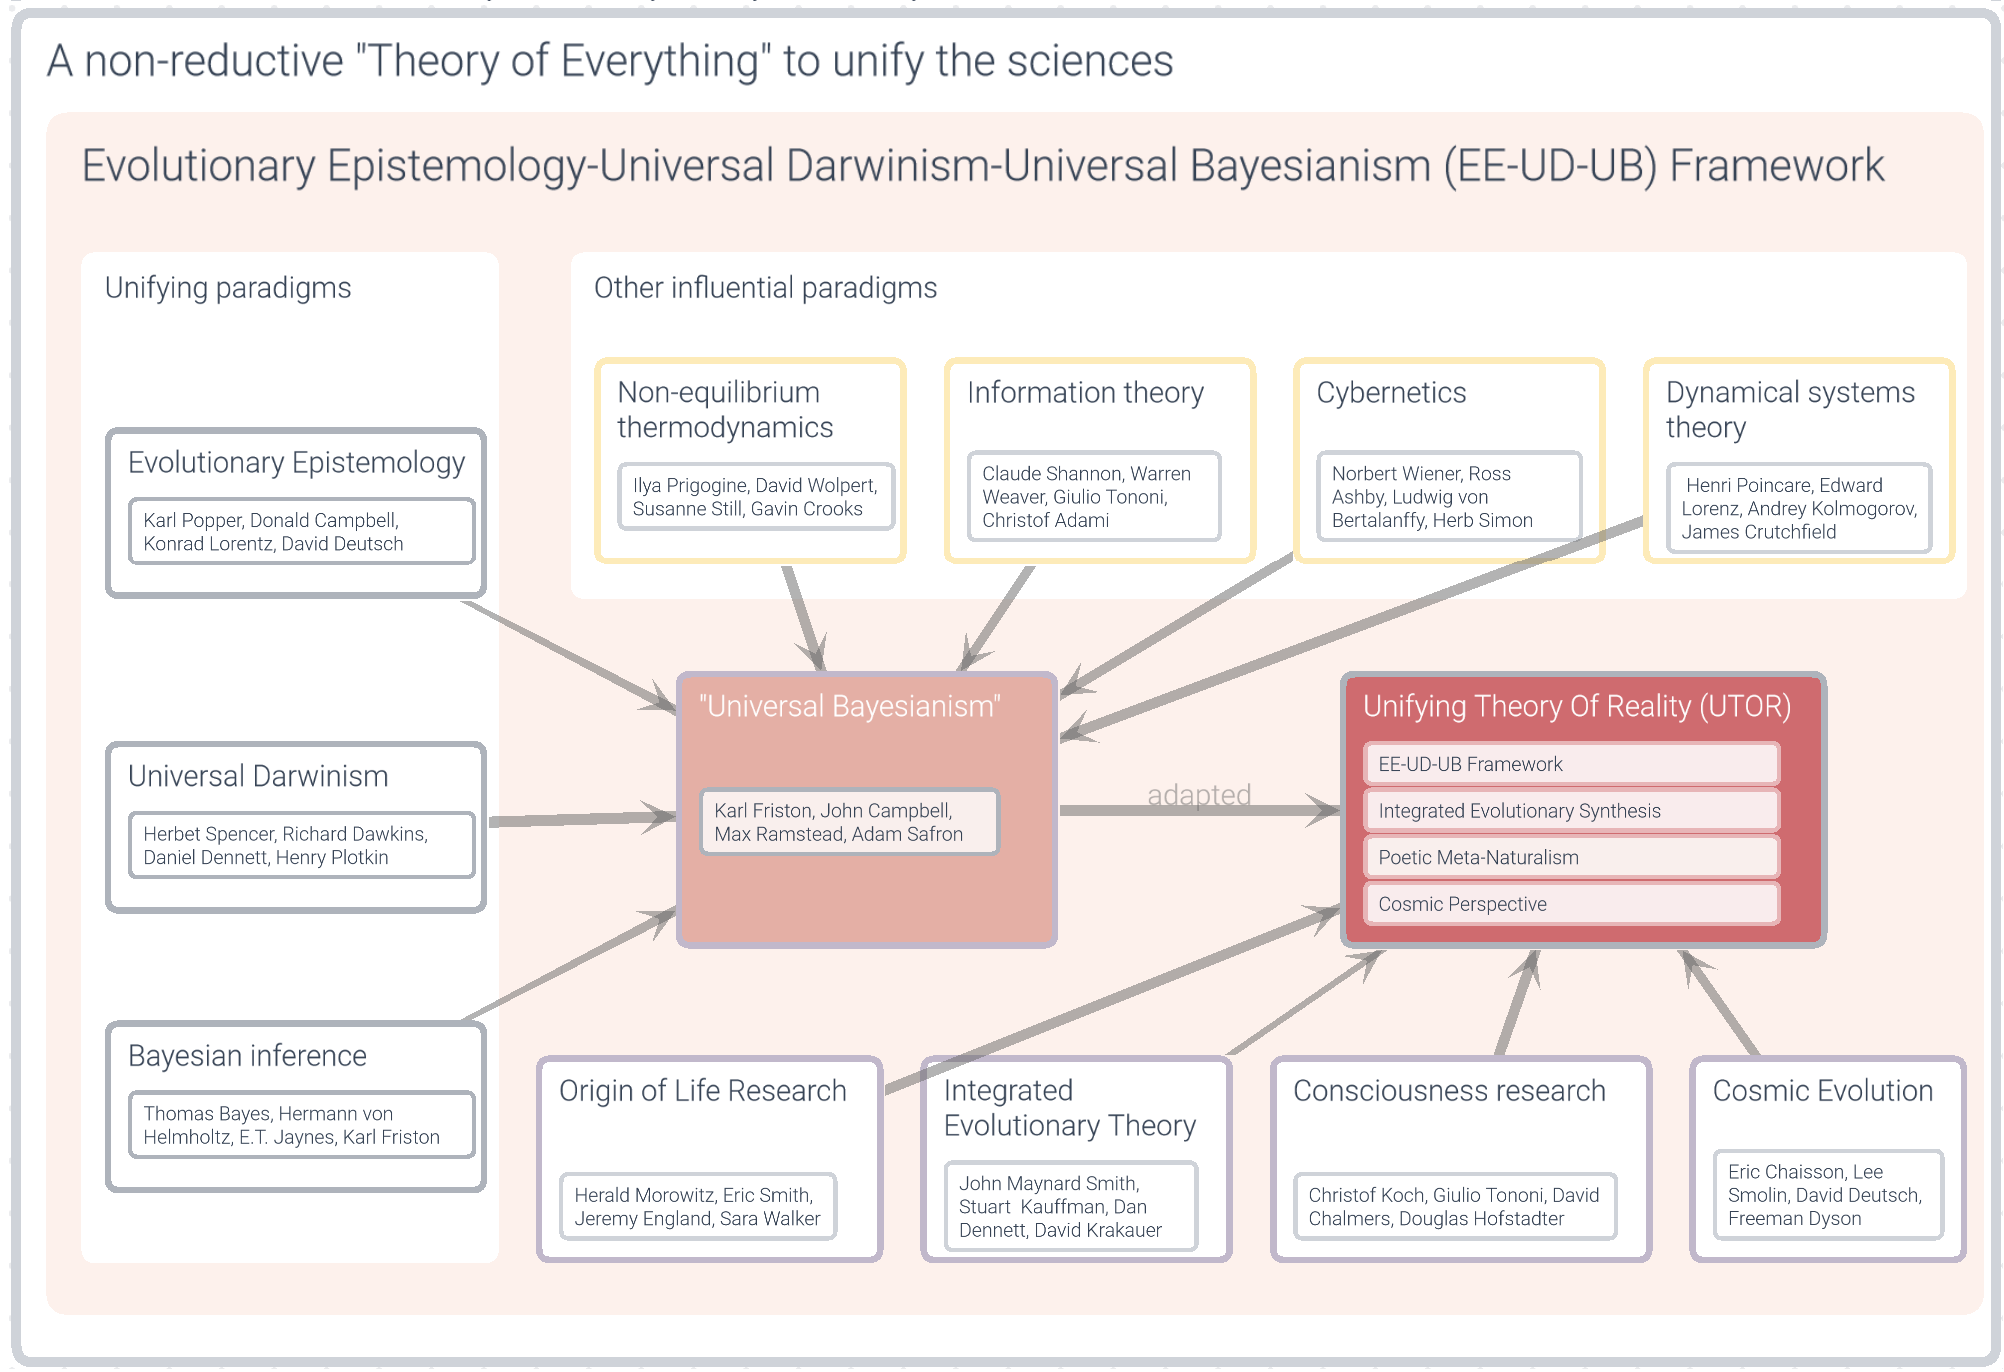 A non-reductive "Theory of Everything" to unify the sciences
Evolutionary Epistemology-Universal Darwinism-Universal Bayesianism (EE-UD-UB) Framework
Unifying paradigms
Evolutionary Epistemology
Karl Popper, Donald Campbell,
Konrad Lorentz, David Deutsch
Universal Darwinism
Herbet Spencer, Richard Dawkins,
Daniel Dennett, Henry Plotkin
Bayesian inference
Thomas Bayes, Hermann von
Helmholtz, E.T. Jaynes, Karl Friston
Other influential paradigms
Non-equilibrium
thermodynamics
Ilya Prigogine, David Wolpert,
Susanne Still, Gavin Crooks
Information theory
Claude Shannon, Warren
Weaver, Giulio Tononi,
Christof Adami
Cybernetics
Norbert Wiener, Ross
Ashby, Ludwig von
Bertalanffy, Herb Simon
Dynamical systems
theory
Henri Poincare, Edward
Lorenz, Andrey Kolmogorov,
James Crutchfield
"Universal Bayesianism"
Karl Friston, John Campbell,
Max Ramstead, Adam Safron
adapted
Unifying Theory Of Reality (UTOR)
EE-UD-UB Framework
Integrated Evolutionary Synthesis
Poetic Meta-Naturalism
Cosmic Perspective
Origin of Life Research
Herald Morowitz, Eric Smith,
Jeremy England, Sara Walker
Integrated
Evolutionary Theory
John Maynard Smith,
Stuart Kauffman, Dan
Dennett, David Krakauer
Consciousness research
Christof Koch, Giulio Tononi, David
Chalmers, Douglas Hofstadter
Cosmic Evolution
Eric Chaisson, Lee
Smolin, David Deutsch,
Freeman Dyson